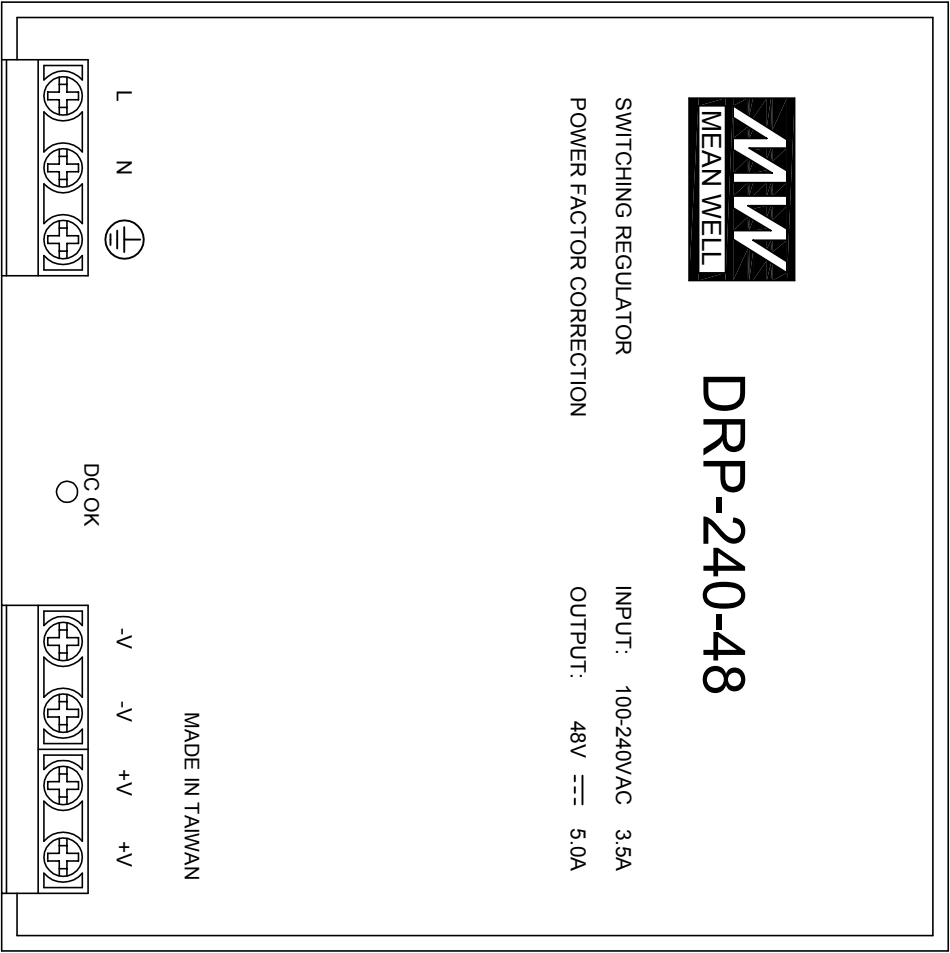 MW
MEAN WELL
DRP-240-48
SWITCHING REGULATOR
POWER FACTOR CORRECTION
INPUT: 100-240VAC 3.5A
OUTPUT: 48V ⎓ 5.0A
MADE IN TAIWAN
L
N
-V
-V
+V
+V
DC OK